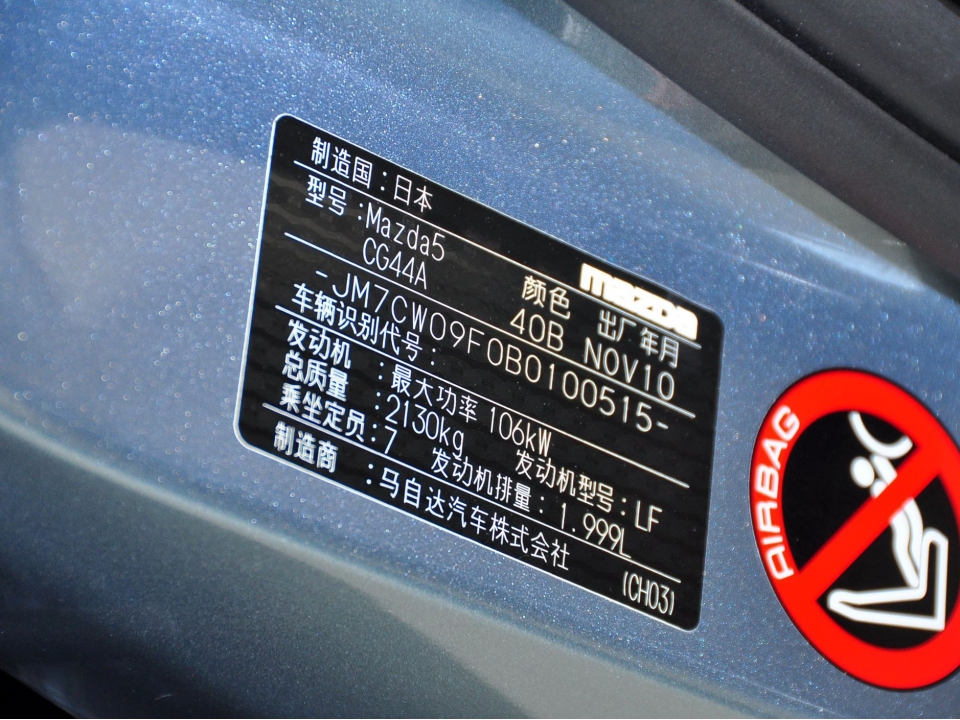 制造国：日本
mazda
型号：Mazda5
CG44A
颜色 出厂年月
40B NOV10
-JM7CW09F0B0100515-
车辆识别代号：
发动机：最大功率 106kW
发动机型号：LF
总质量：2130kg
发动机排量：1.999L
乘坐定员：7
制造商：马自达汽车株式会社
(CH03)
AIRBAG